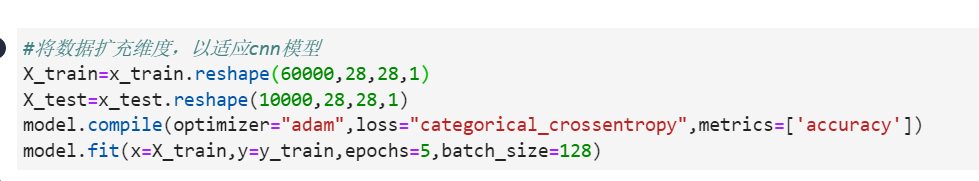 #将数据扩充维度，以适应cnn模型
X_train=x_train.reshape(60000,28,28,1)
X_test=x_test.reshape(10000,28,28,1)
model.compile(optimizer="adam",loss="categorical_crossentropy",metrics=['accuracy'])
model.fit(x=X_train,y=y_train,epochs=5,batch_size=128)